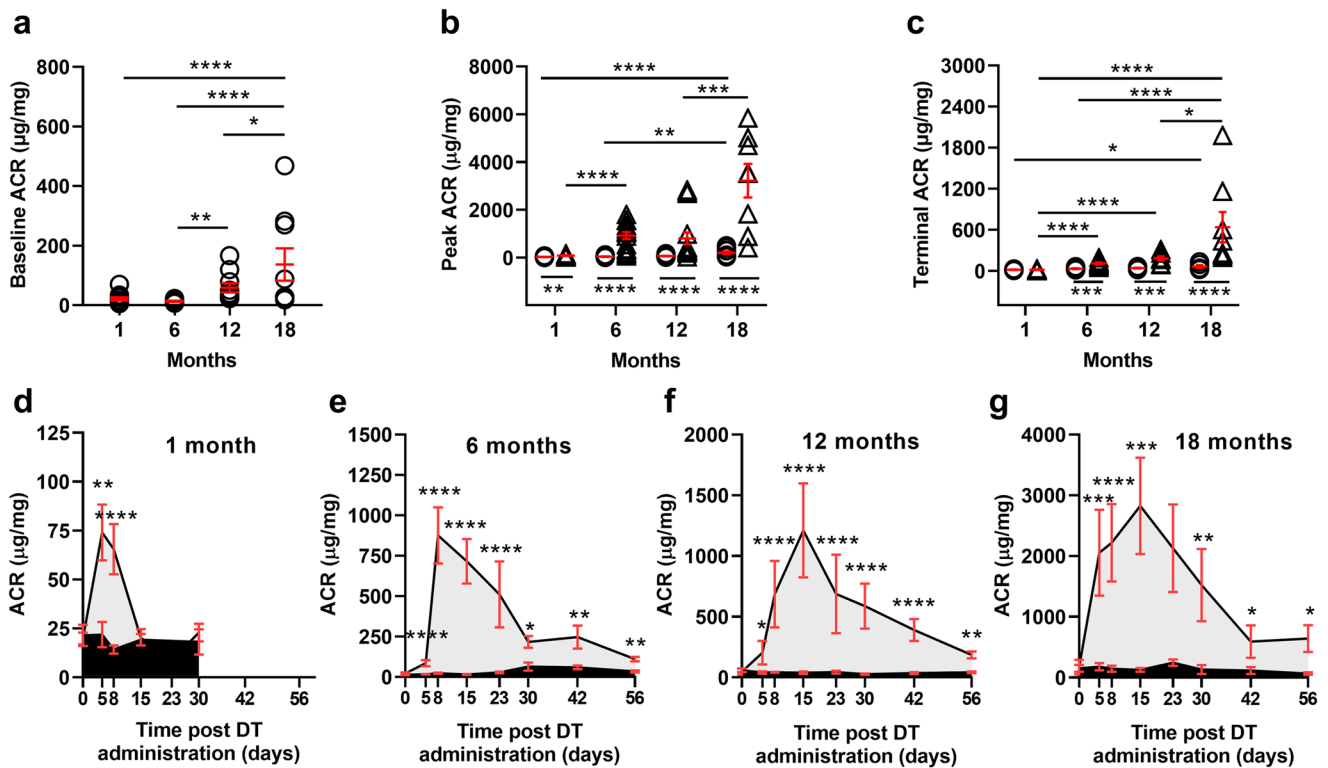 a
Baseline ACR (µg/mg)
800
600
400
200
0
****
****
*
**
1 6 12 18
Months
b
Peak ACR (µg/mg)
8000
6000
4000
2000
0
****
***
**
****
** **** **** ****
1 6 12 18
Months
c
Terminal ACR (µg/mg)
3000
2400
1800
1200
600
0
****
****
*
*
****
****
*** *** ****
1 6 12 18
Months
d
1 month
ACR (µg/mg)
125
100
75
50
25
0
**
****
0 5 8 15 23 30 42 56
Time post DT
administration (days)
e
6 months
ACR (µg/mg)
1500
1250
1000
750
500
250
0
****
****
****
****
*
**
**
0 5 8 15 23 30 42 56
Time post DT
administration (days)
f
12 months
ACR (µg/mg)
2000
1500
1000
500
0
*
****
****
****
****
****
**
0 5 8 15 23 30 42 56
Time post DT
administration (days)
g
18 months
ACR (µg/mg)
4000
3000
2000
1000
0
***
****
***
**
*
*
0 5 8 15 23 30 42 56
Time post DT
administration (days)